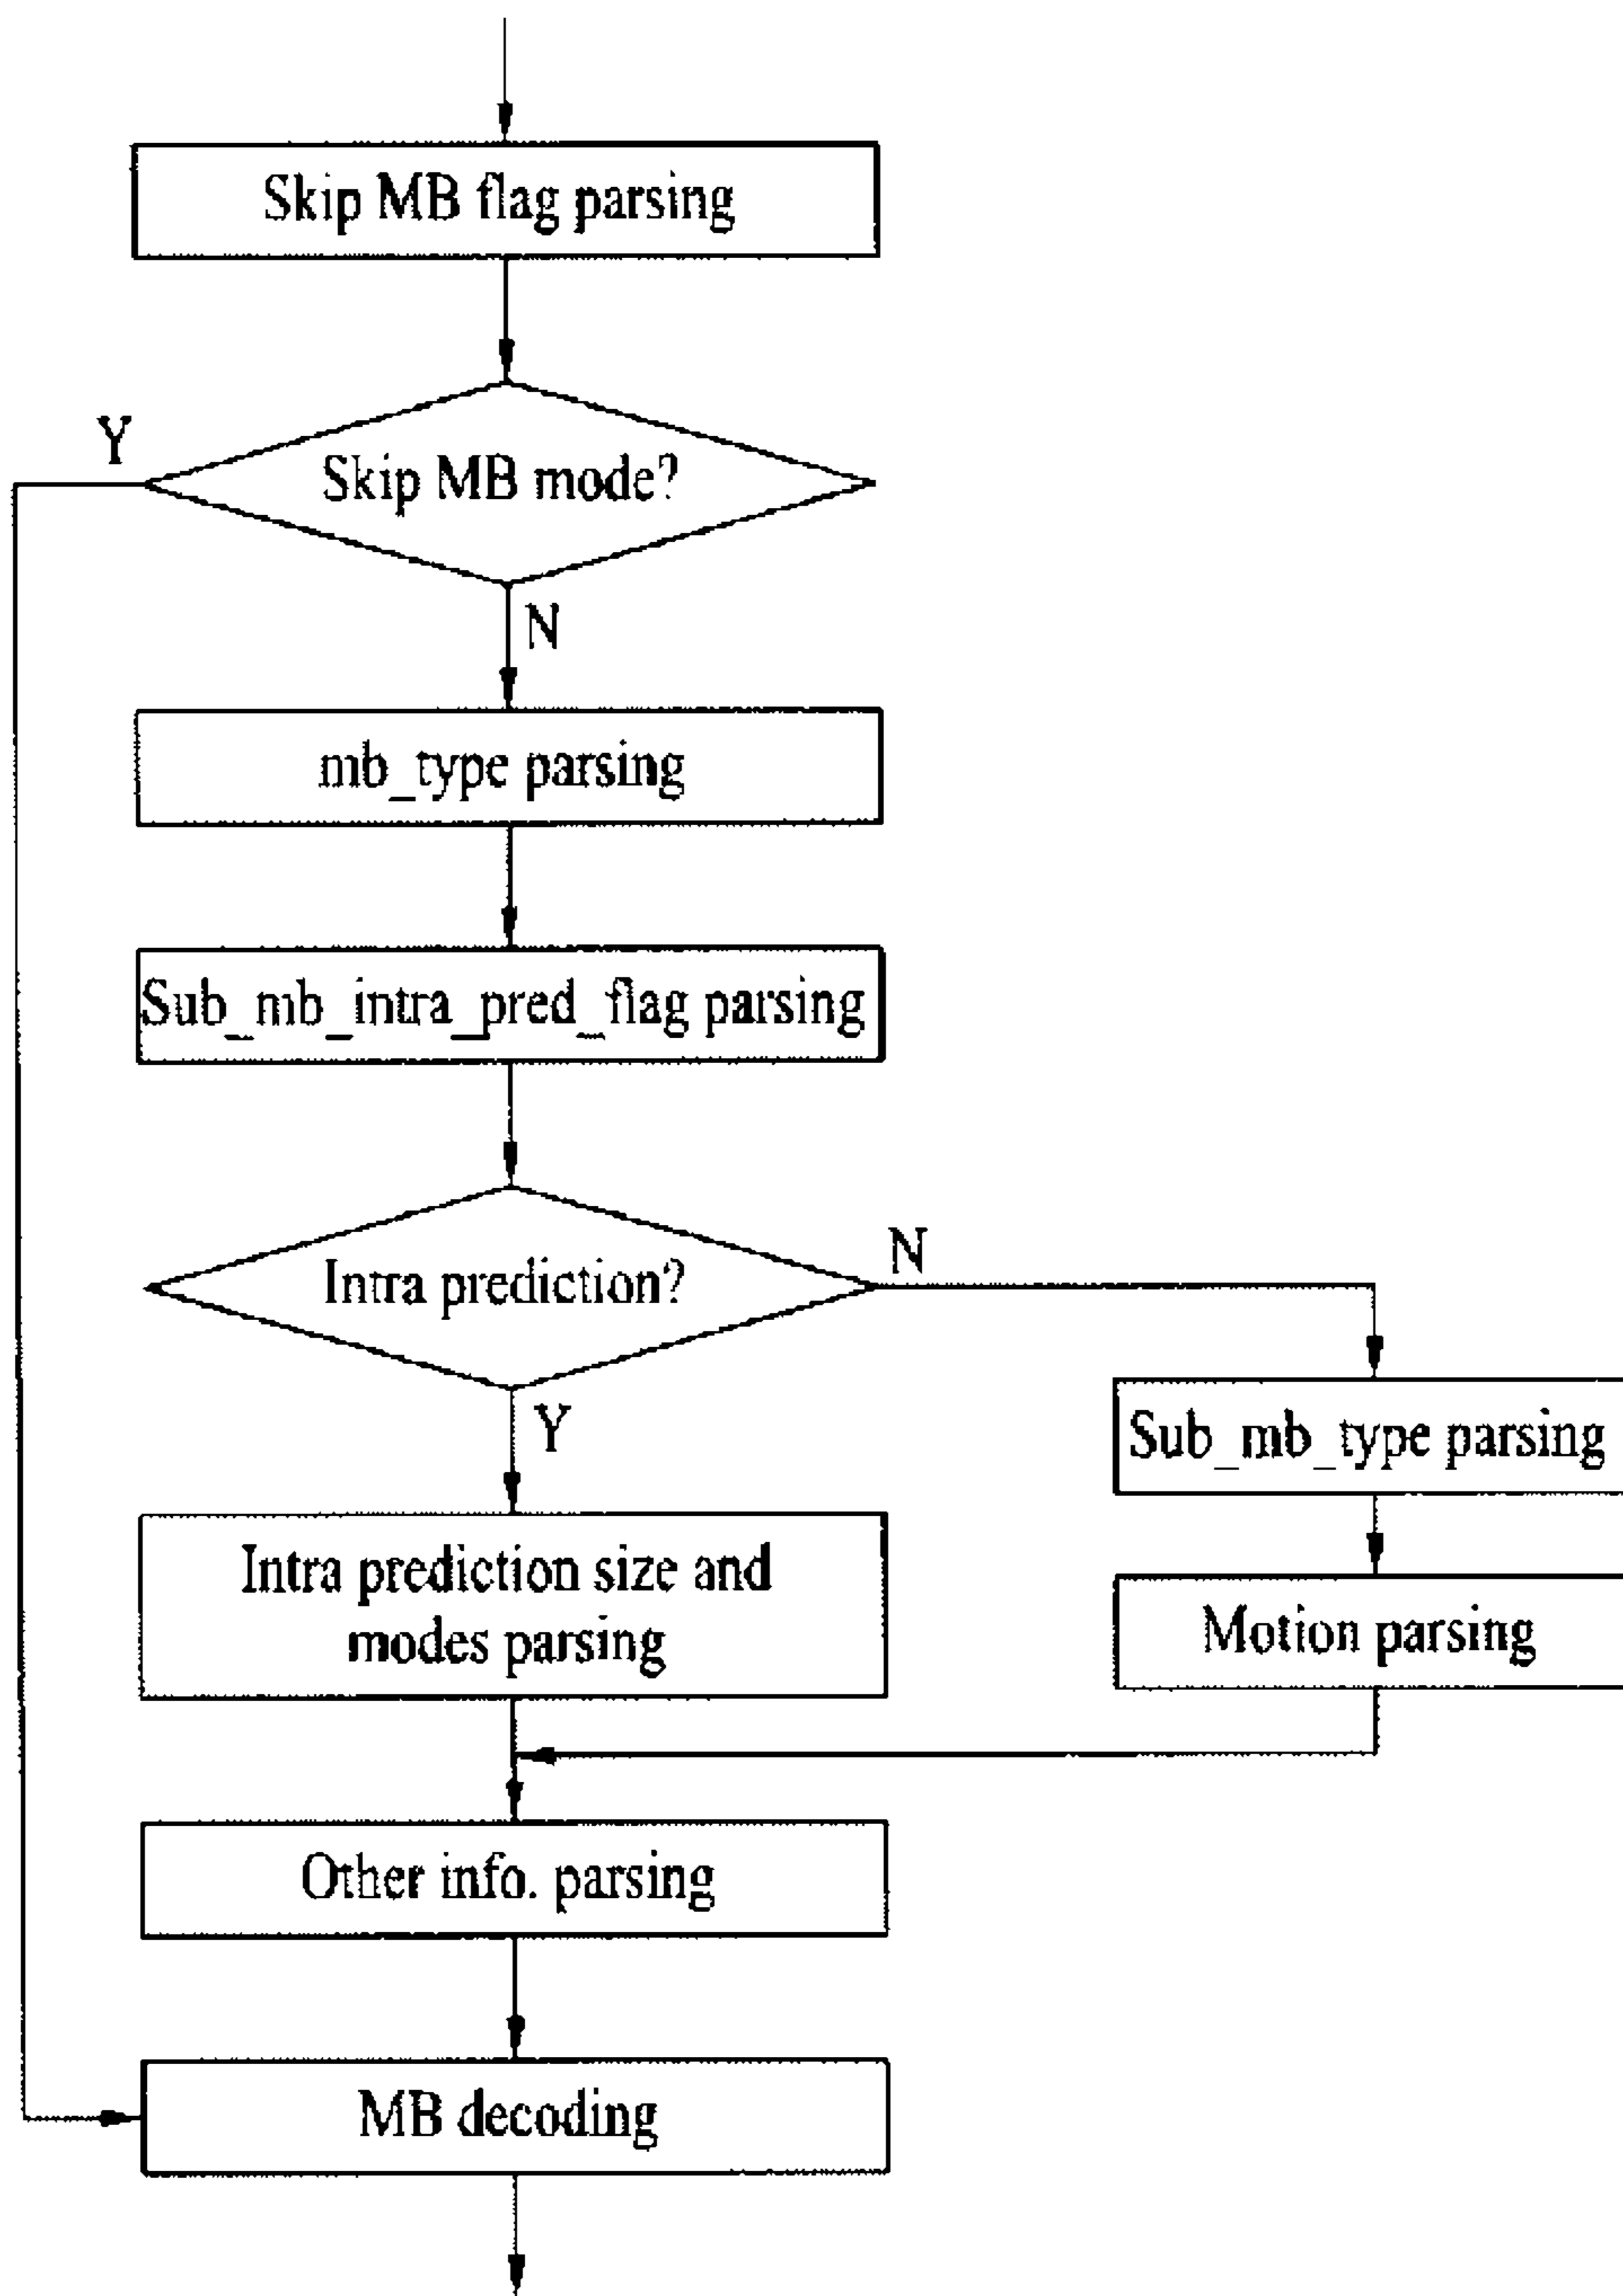 Skip MB flag parsing
Y
Skip MB mode?
N
mb_type parsing
Sub_mb_intra_pred_flag parsing
Intra prediction?
N
Y
Sub_mb_type parsing
Intra prediction size and
modes parsing
Motion parsing
Other info. parsing
MB decoding